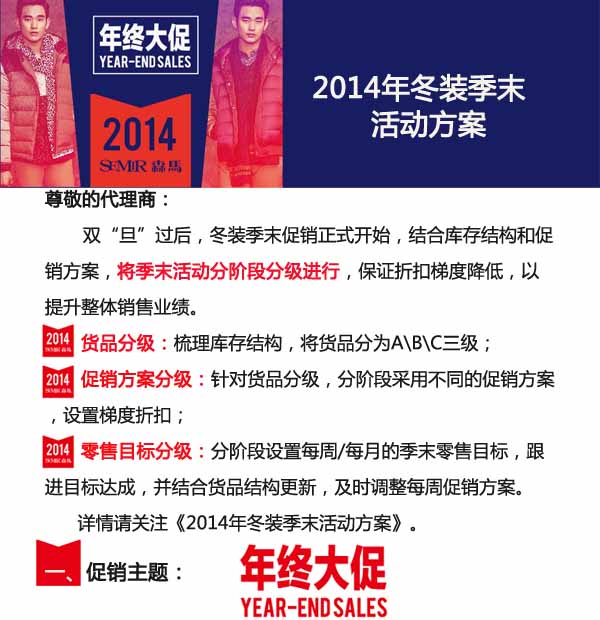 年终大促
YEAR-END SALES
2014
SEMIR 森馬
2014年冬装季末
活动方案
尊敬的代理商：
双“旦”过后，冬装季末促销正式开始，结合库存结构和促
销方案，将季末活动分阶段分级进行，保证折扣梯度降低，以
提升整体销售业绩。
2014 SEMIR 森馬 货品分级：梳理库存结构，将货品分为A\B\C三级；
2014 SEMIR 森馬 促销方案分级：针对货品分级，分阶段采用不同的促销方案
，设置梯度折扣；
2014 SEMIR 森馬 零售目标分级：分阶段设置每周/每月的季末零售目标，跟
进目标达成，并结合货品结构更新，及时调整每周促销方案。
详情请关注《2014年冬装季末活动方案》。
一、促销主题：
年终大促
YEAR-END SALES